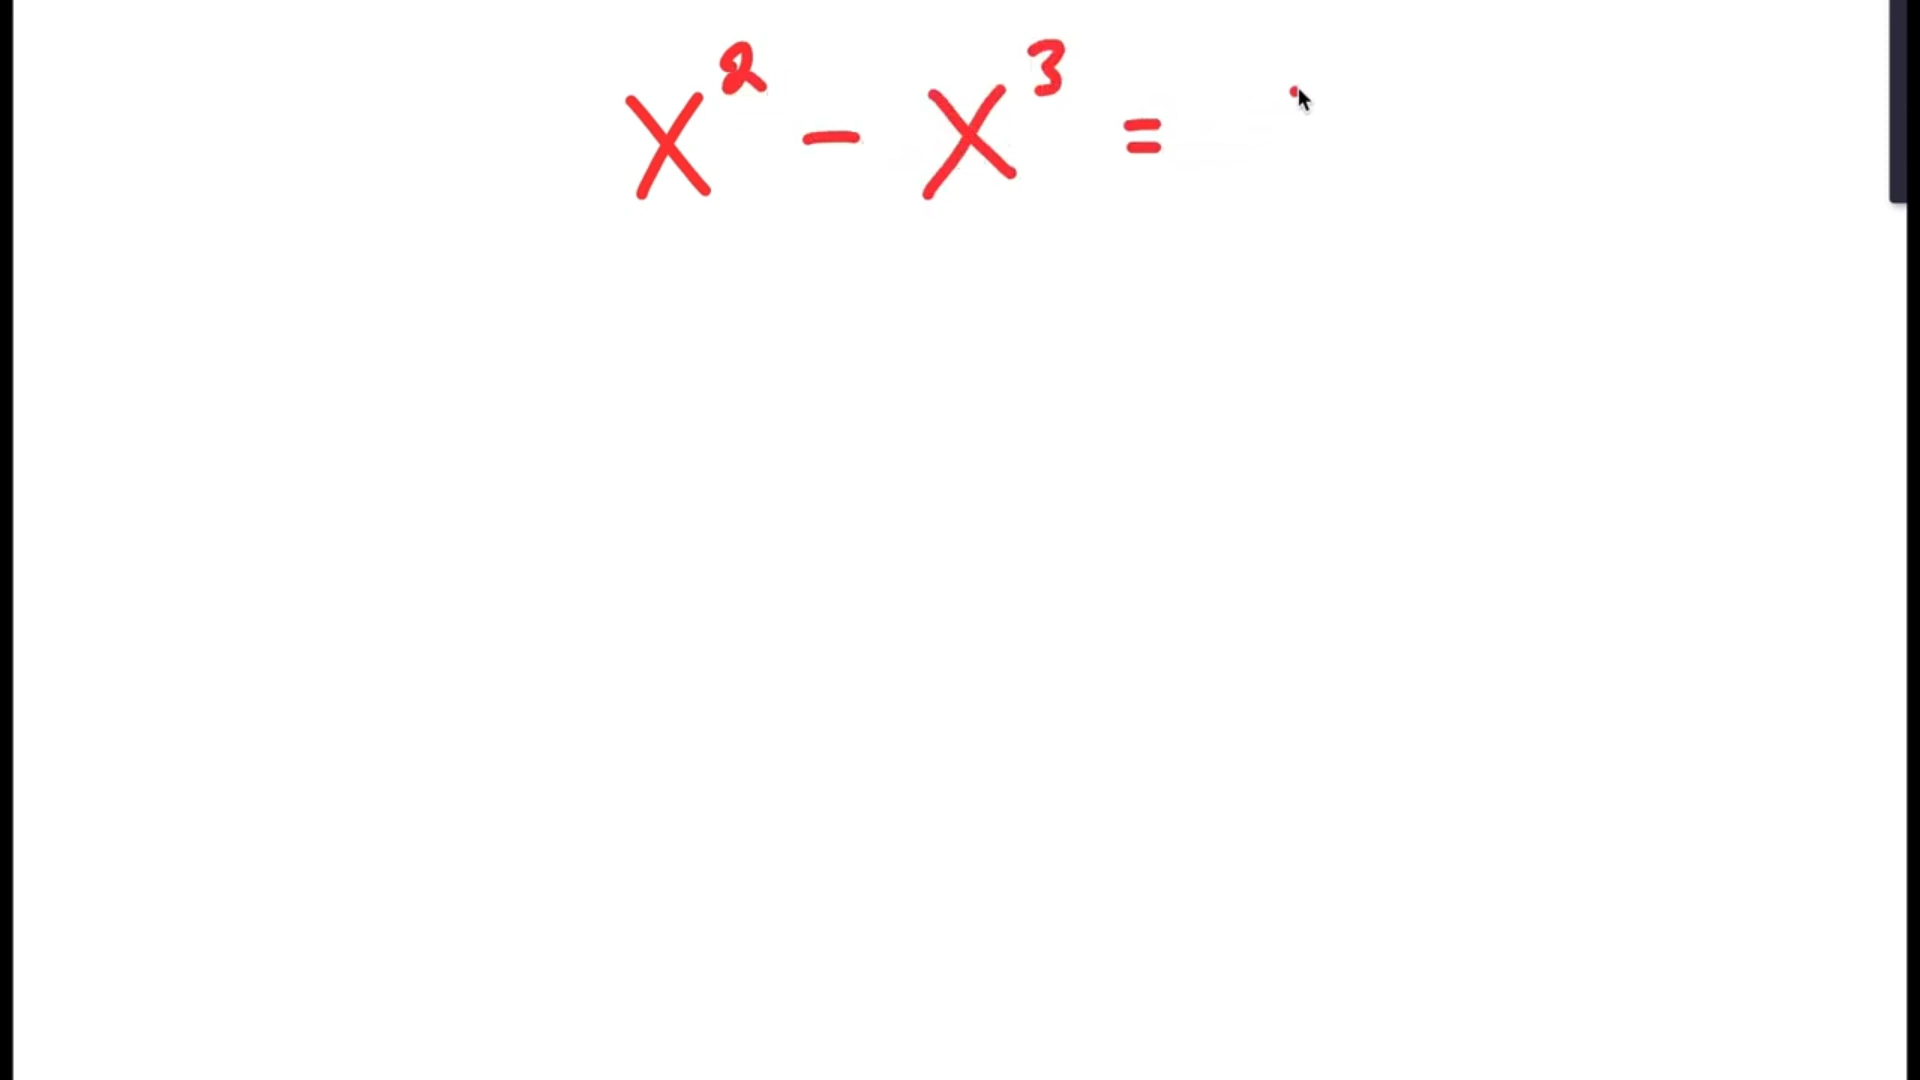 x² - x³ =